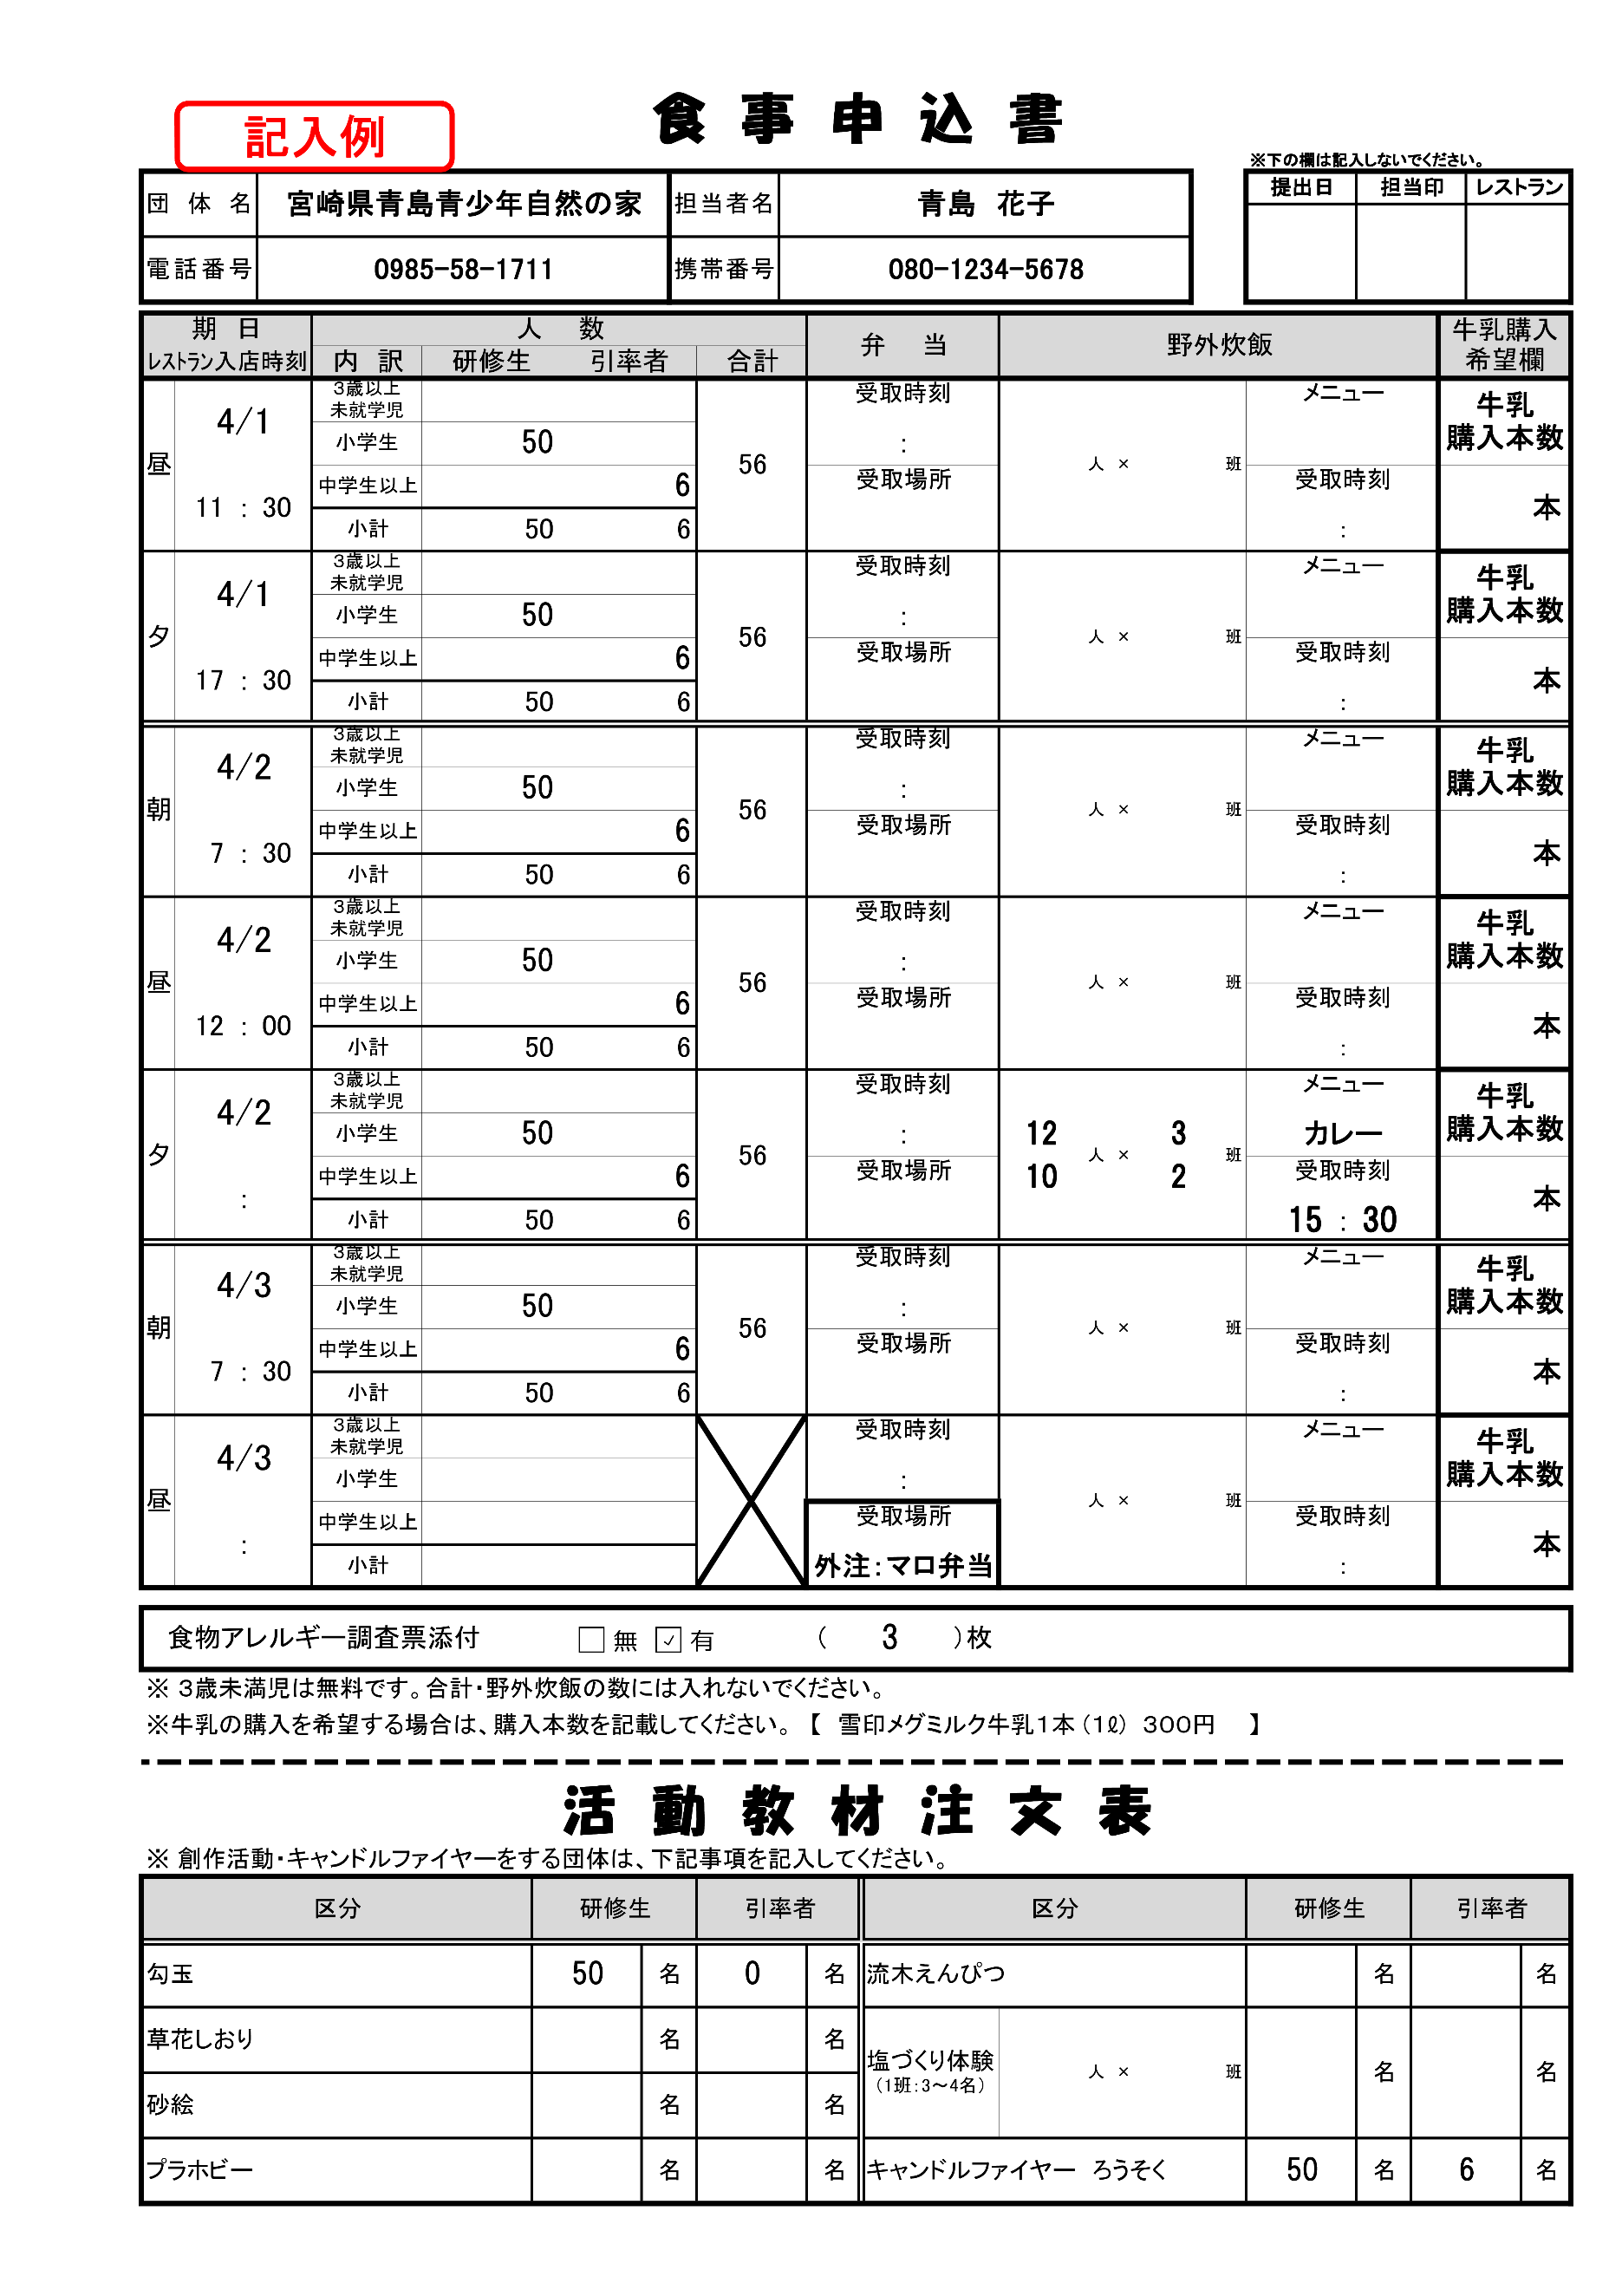 記入例
食事申込書
※下の欄は記入しないでください。
団体名 宮崎県青島青少年自然の家 担当者名 青島 花子
電話番号 0985-58-1711 携帯番号 080-1234-5678
提出日 担当印 レストラン
期日 人数 弁当 野外炊飯 牛乳購入
レストラン入店時刻 内訳 研修生 引率者 合計 希望欄
昼 4/1 11 : 30
3歳以上
未就学児
小学生 50
中学生以上 6
小計 50 6
56
受取時刻
:
受取場所
人 × 班
メニュー
受取時刻
:
牛乳
購入本数
本
夕 4/1 17 : 30
3歳以上
未就学児
小学生 50
中学生以上 6
小計 50 6
56
受取時刻
:
受取場所
人 × 班
メニュー
受取時刻
:
牛乳
購入本数
本
朝 4/2 7 : 30
3歳以上
未就学児
小学生 50
中学生以上 6
小計 50 6
56
受取時刻
:
受取場所
人 × 班
メニュー
受取時刻
:
牛乳
購入本数
本
昼 4/2 12 : 00
3歳以上
未就学児
小学生 50
中学生以上 6
小計 50 6
56
受取時刻
:
受取場所
人 × 班
メニュー
受取時刻
:
牛乳
購入本数
本
夕 4/2 :
3歳以上
未就学児
小学生 50
中学生以上 6
小計 50 6
56
受取時刻
:
受取場所
12 3
人 × 班
10 2
メニュー
カレー
受取時刻
15 : 30
牛乳
購入本数
本
朝 4/3 7 : 30
3歳以上
未就学児
小学生 50
中学生以上 6
小計 50 6
56
受取時刻
:
受取場所
人 × 班
メニュー
受取時刻
:
牛乳
購入本数
本
昼 4/3 :
3歳以上
未就学児
小学生
中学生以上
小計
受取時刻
:
受取場所
外注:マロ弁当
人 × 班
メニュー
受取時刻
:
牛乳
購入本数
本
食物アレルギー調査票添付 □無 ☑有 ( 3 )枚
※ 3歳未満児は無料です。合計・野外炊飯の数には入れないでください。
※牛乳の購入を希望する場合は、購入本数を記載してください。【 雪印メグミルク牛乳1本(1ℓ) 300円 】
活動教材注文表
※ 創作活動・キャンドルファイヤーをする団体は、下記事項を記入してください。
区分 研修生 引率者 区分 研修生 引率者
勾玉 50 名 0 名 流木えんぴつ 名 名
草花しおり 名 名
塩づくり体験
(1班:3~4名)
人 × 班 名 名
砂絵 名 名
プラホビー 名 名 キャンドルファイヤー ろうそく 50 名 6 名